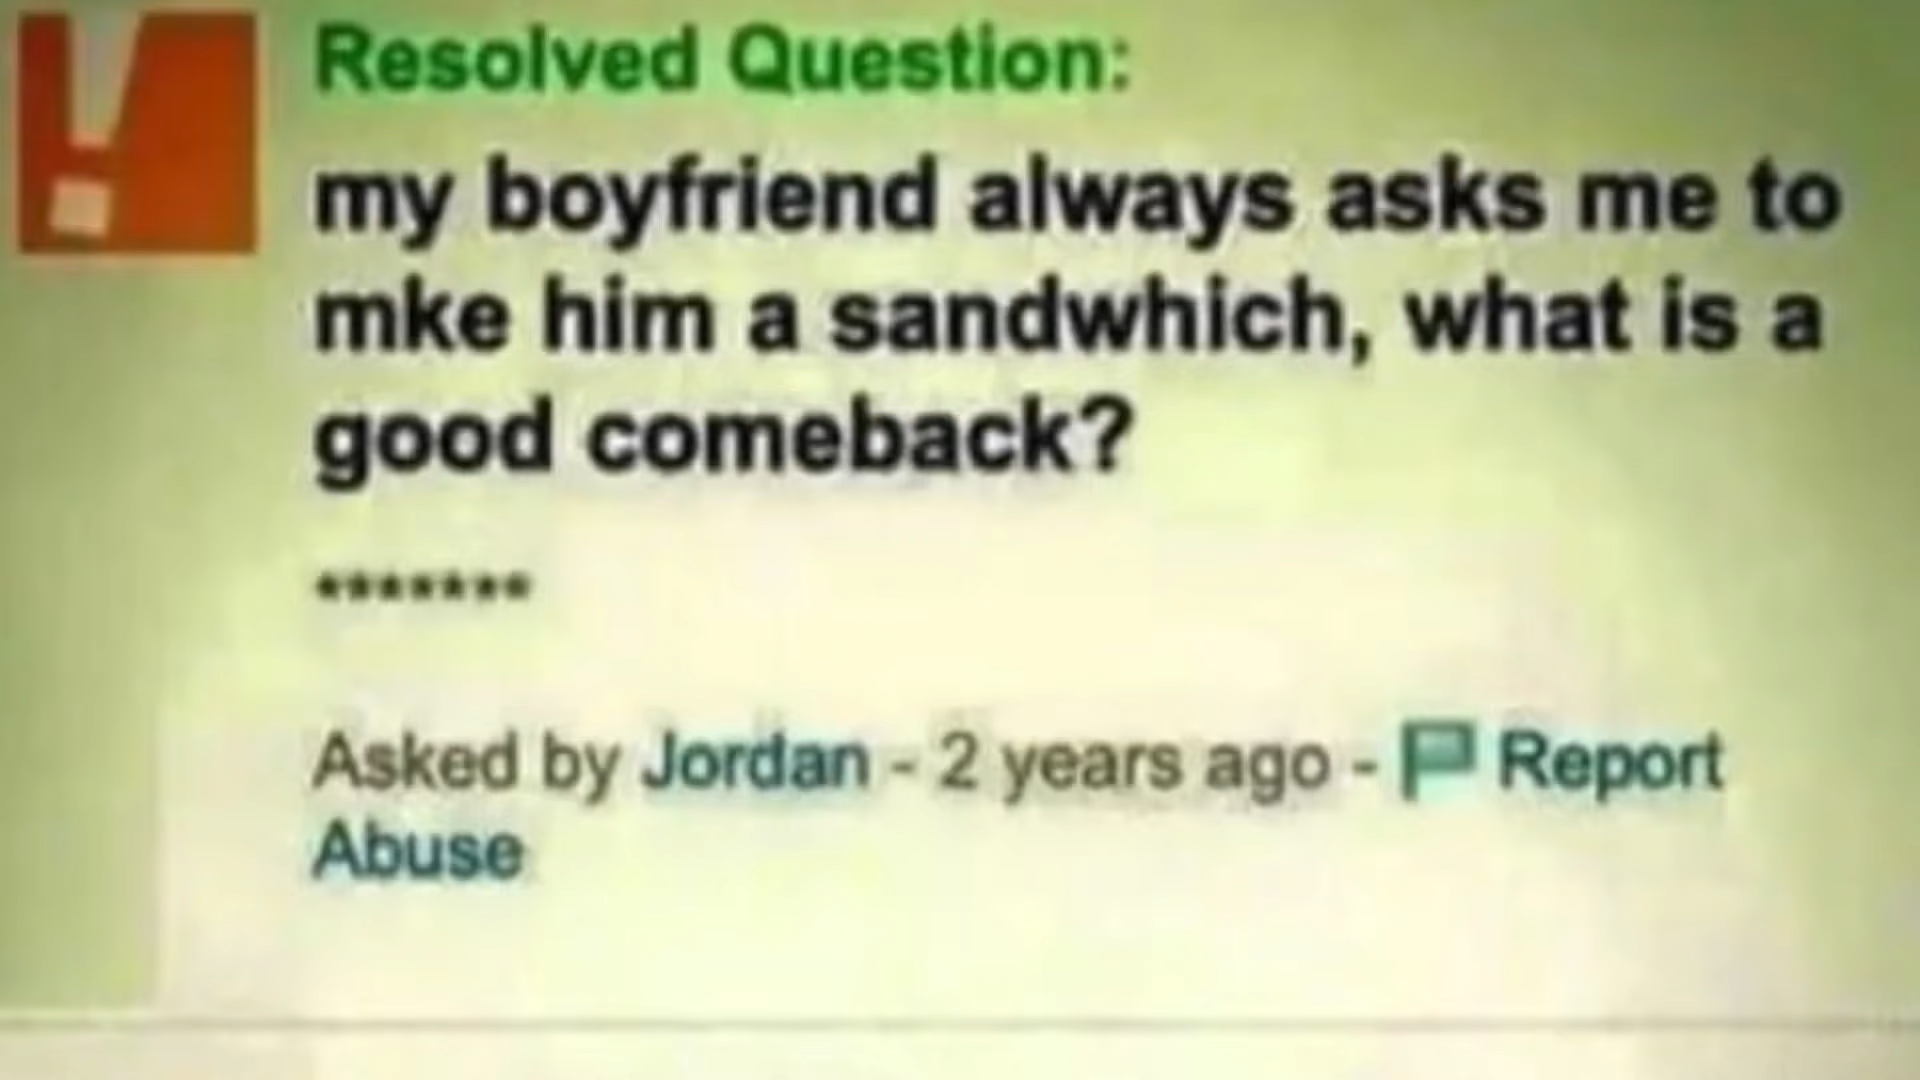 Resolved Question:
my boyfriend always asks me to
mke him a sandwhich, what is a
good comeback?
*******
Asked by Jordan - 2 years ago - Report
Abuse